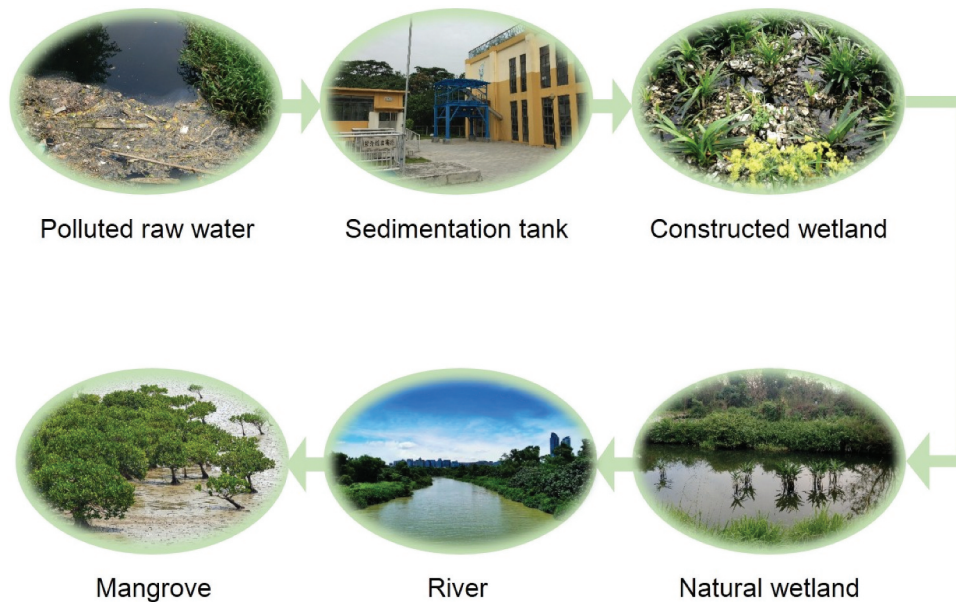 Polluted raw water
Sedimentation tank
Constructed wetland
Mangrove
River
Natural wetland